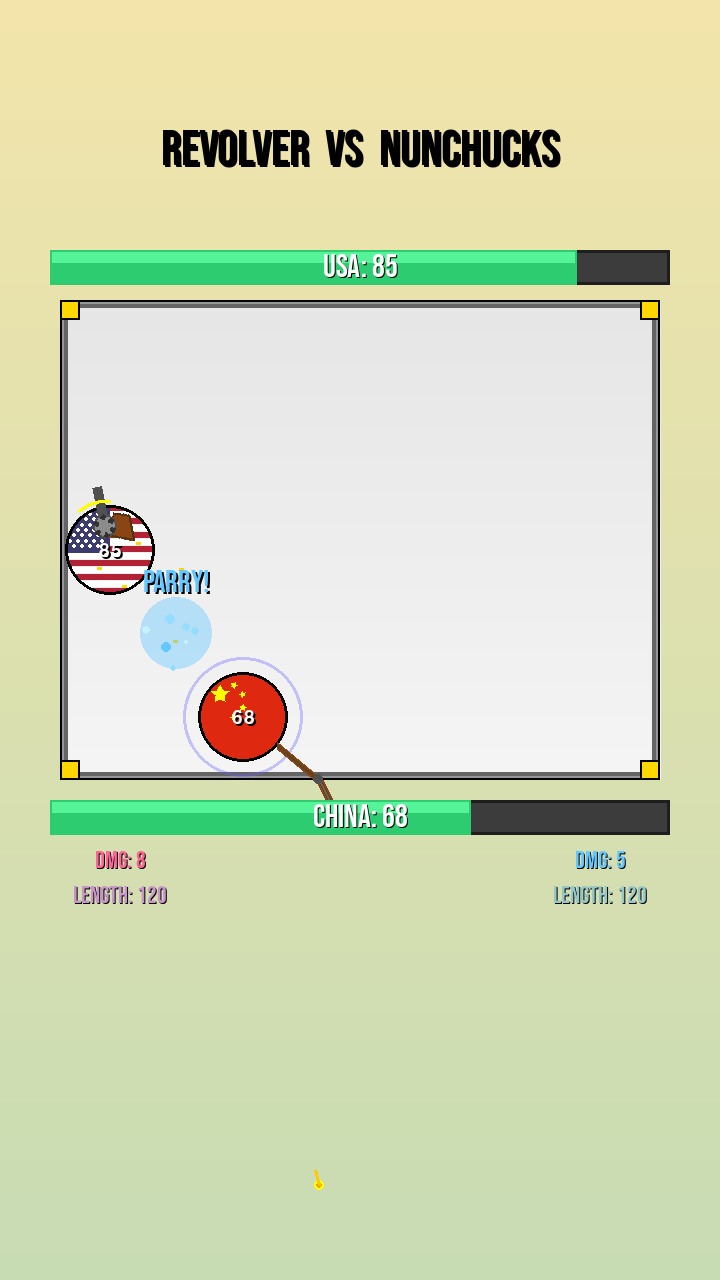 REVOLVER VS NUNCHUCKS
USA: 85
85
PARRY!
68
CHINA: 68
DMG: 8
DMG: 5
LENGTH: 120
LENGTH: 120